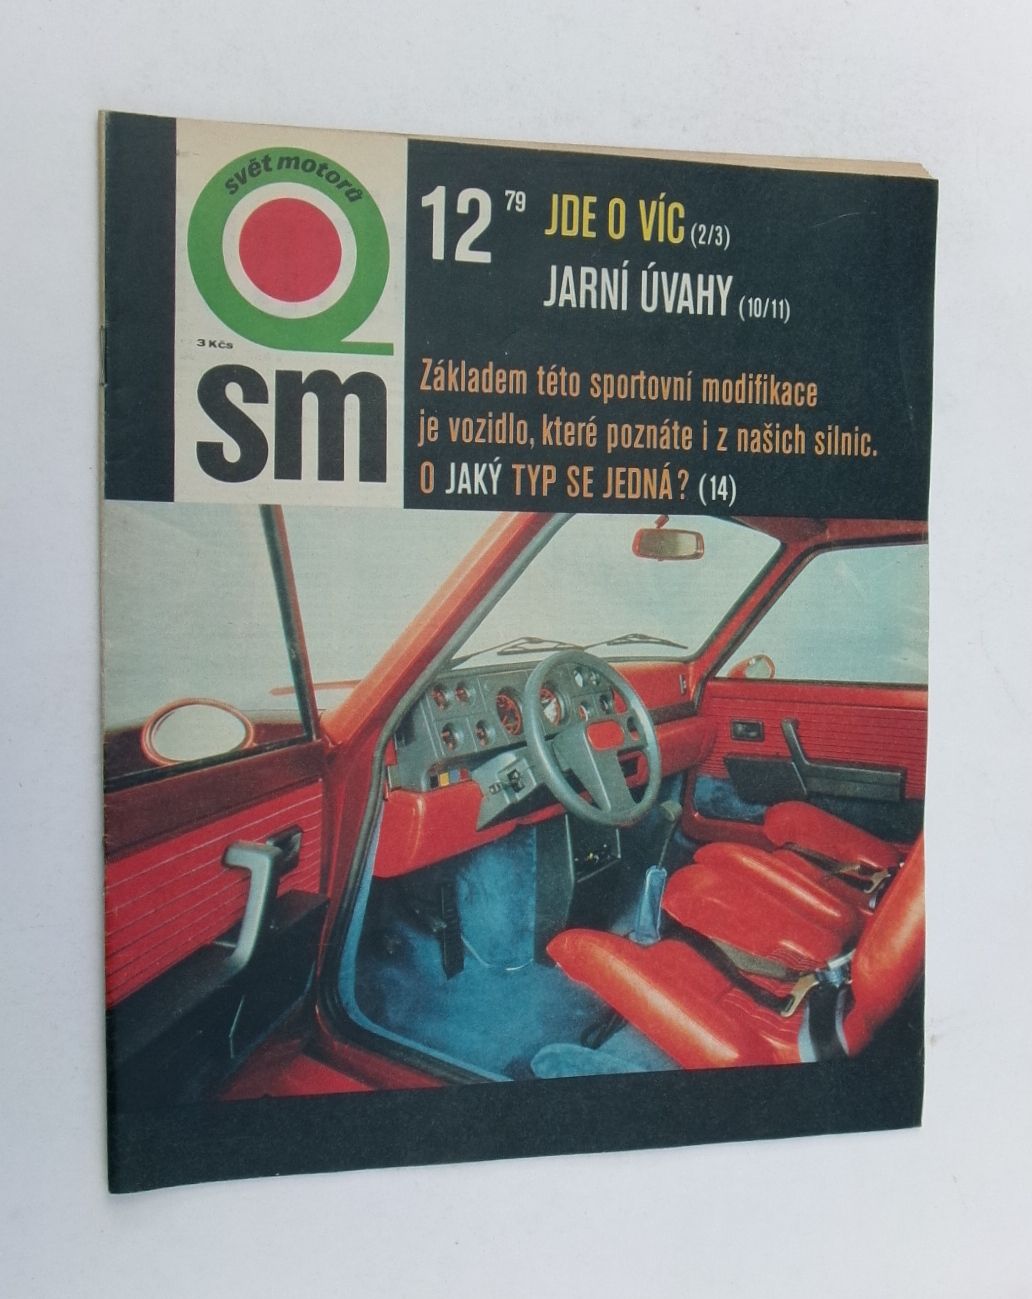 svět motorů
3 Kčs
sm
12 79 JDE O VÍC (2/3)
JARNÍ ÚVAHY (10/11)
Základem této sportovní modifikace
je vozidlo, které poznáte i z našich silnic.
O JAKÝ TYP SE JEDNÁ? (14)